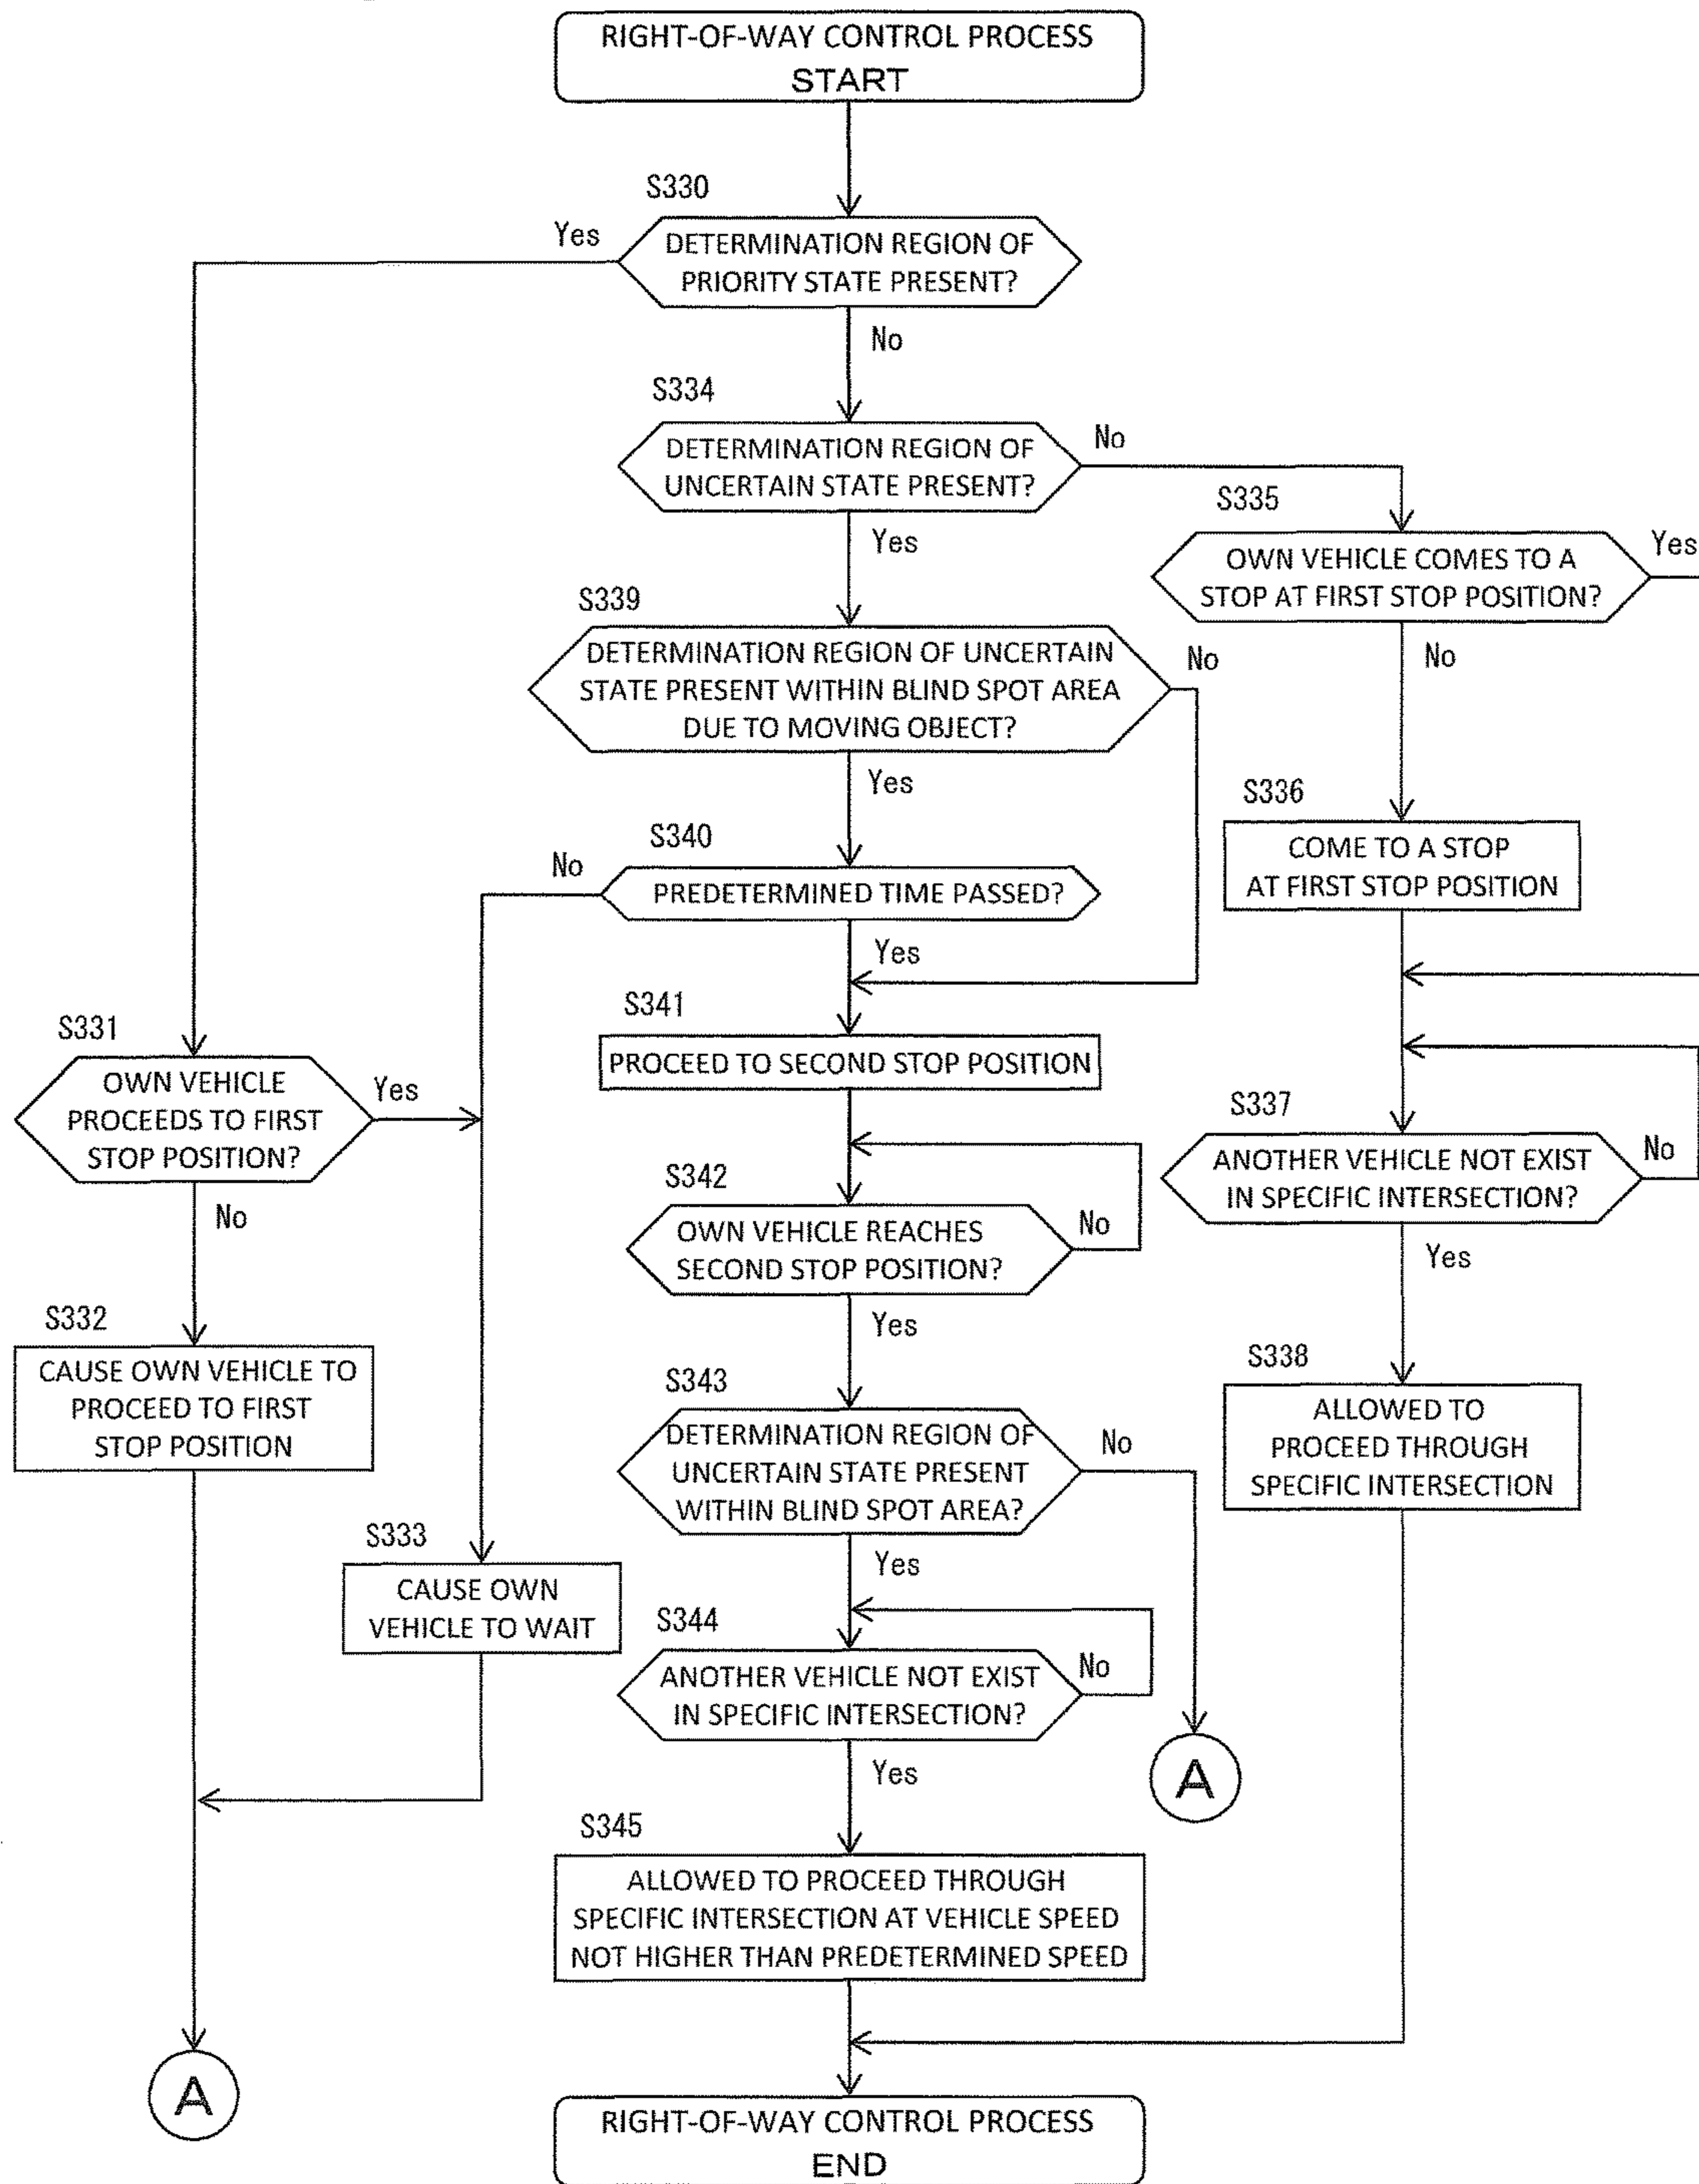 RIGHT-OF-WAY CONTROL PROCESS
START
S330
Yes
DETERMINATION REGION OF
PRIORITY STATE PRESENT?
No
S334
DETERMINATION REGION OF
UNCERTAIN STATE PRESENT?
No
Yes
S335
OWN VEHICLE COMES TO A
STOP AT FIRST STOP POSITION?
Yes
No
S339
DETERMINATION REGION OF UNCERTAIN
STATE PRESENT WITHIN BLIND SPOT AREA
DUE TO MOVING OBJECT?
No
Yes
S336
COME TO A STOP
AT FIRST STOP POSITION
S340
No
PREDETERMINED TIME PASSED?
Yes
S331
OWN VEHICLE
PROCEEDS TO FIRST
STOP POSITION?
Yes
No
S341
PROCEED TO SECOND STOP POSITION
S337
ANOTHER VEHICLE NOT EXIST
IN SPECIFIC INTERSECTION?
No
Yes
S342
OWN VEHICLE REACHES
SECOND STOP POSITION?
No
Yes
S332
CAUSE OWN VEHICLE TO
PROCEED TO FIRST
STOP POSITION
S338
ALLOWED TO
PROCEED THROUGH
SPECIFIC INTERSECTION
S343
DETERMINATION REGION OF
UNCERTAIN STATE PRESENT
WITHIN BLIND SPOT AREA?
No
Yes
S333
CAUSE OWN
VEHICLE TO WAIT
S344
ANOTHER VEHICLE NOT EXIST
IN SPECIFIC INTERSECTION?
No
Yes
A
S345
ALLOWED TO PROCEED THROUGH
SPECIFIC INTERSECTION AT VEHICLE SPEED
NOT HIGHER THAN PREDETERMINED SPEED
A
RIGHT-OF-WAY CONTROL PROCESS
END